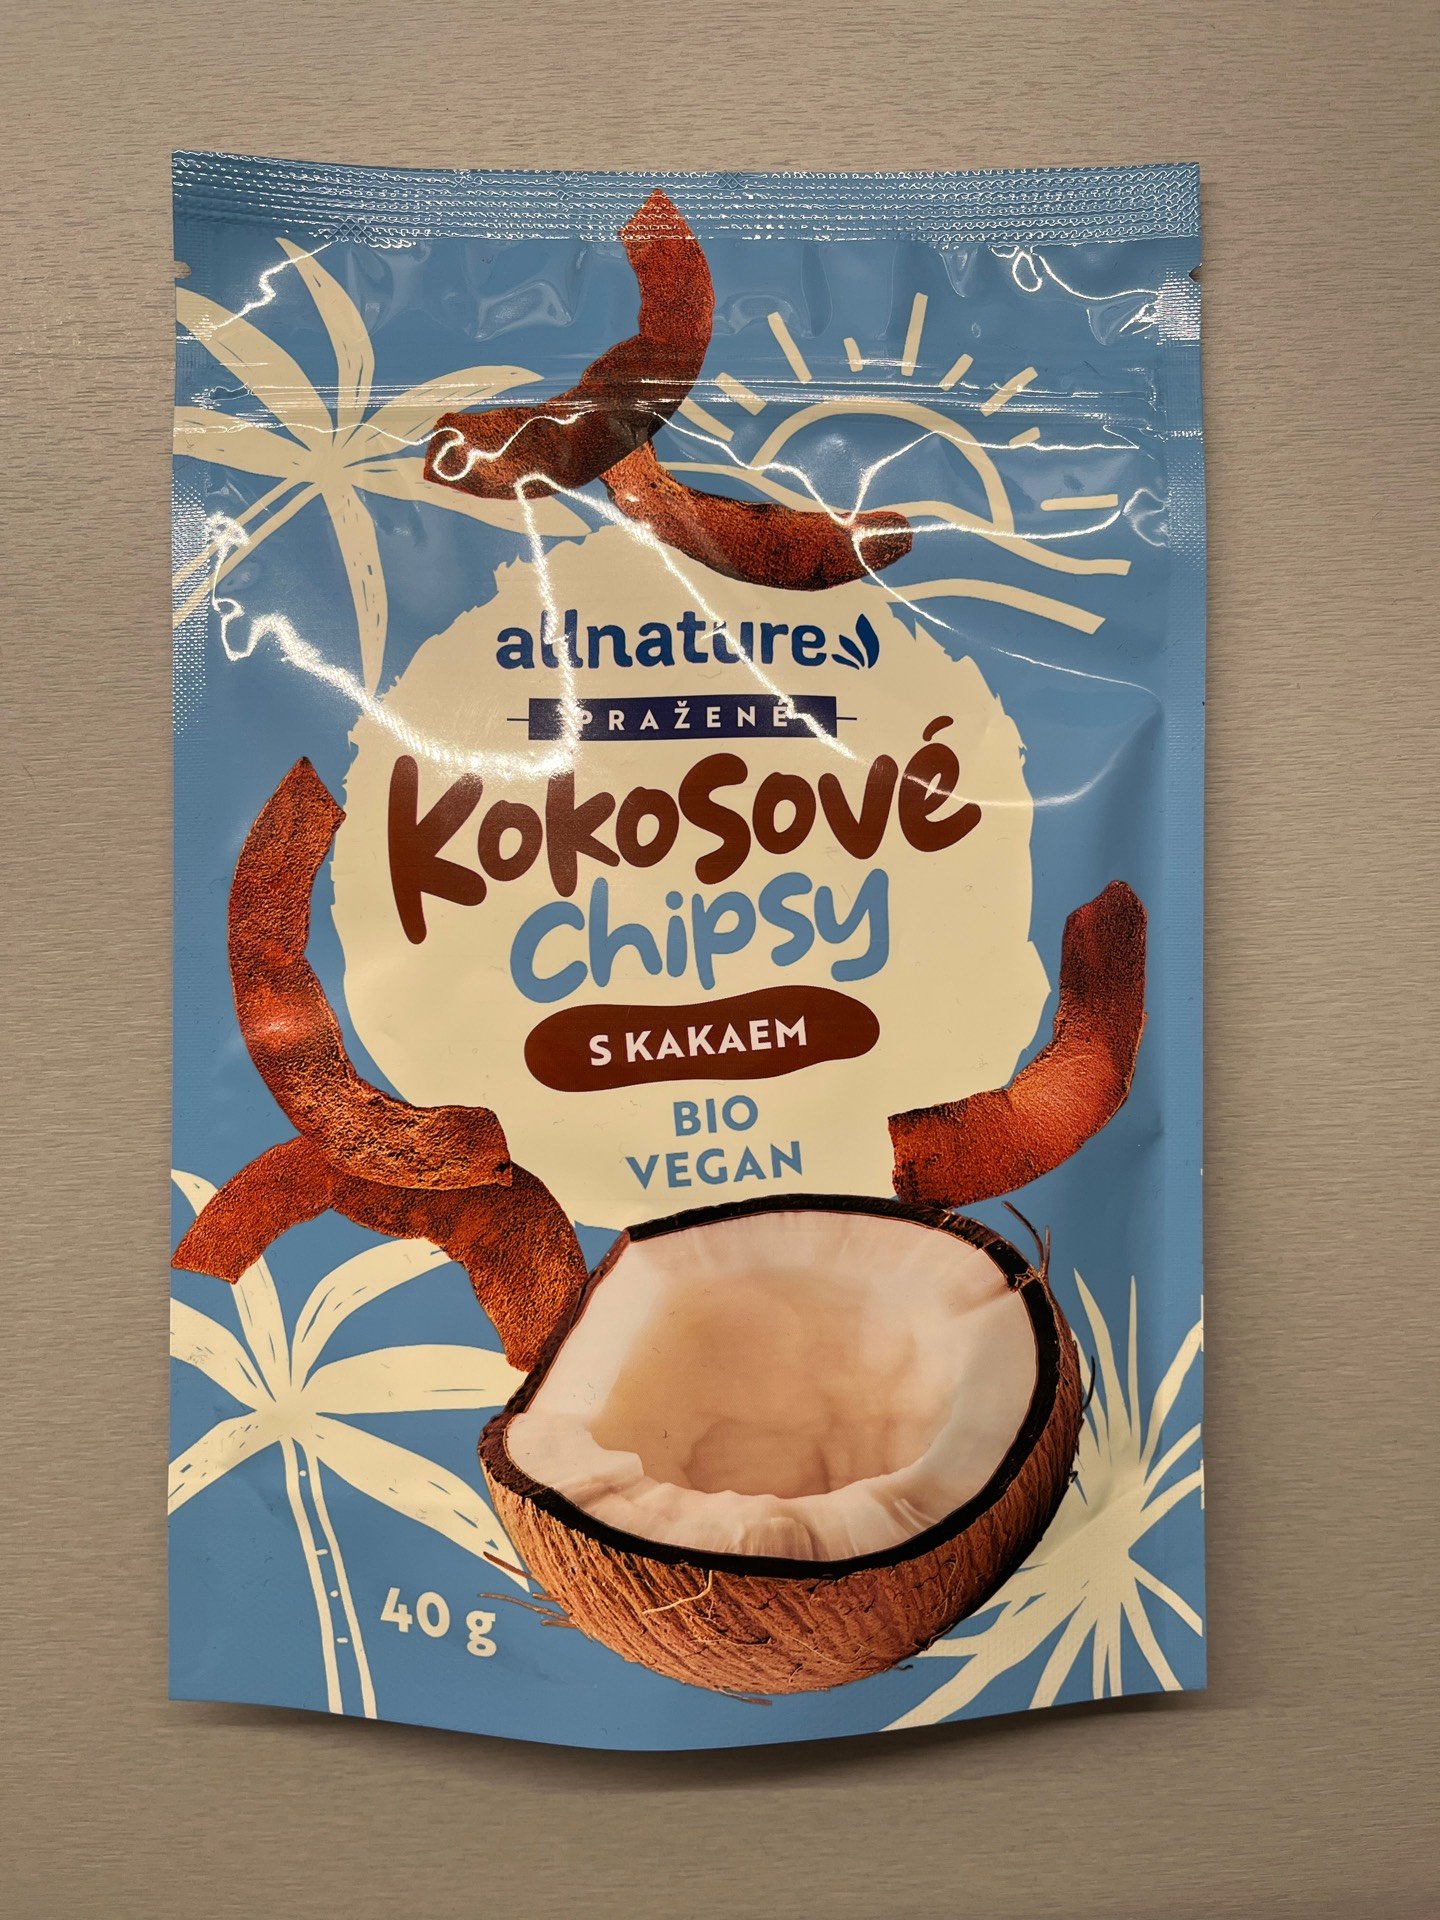 allnature
PRAŽENÉ
Kokosové
chipsy
S KAKAEM
BIO
VEGAN
40 g